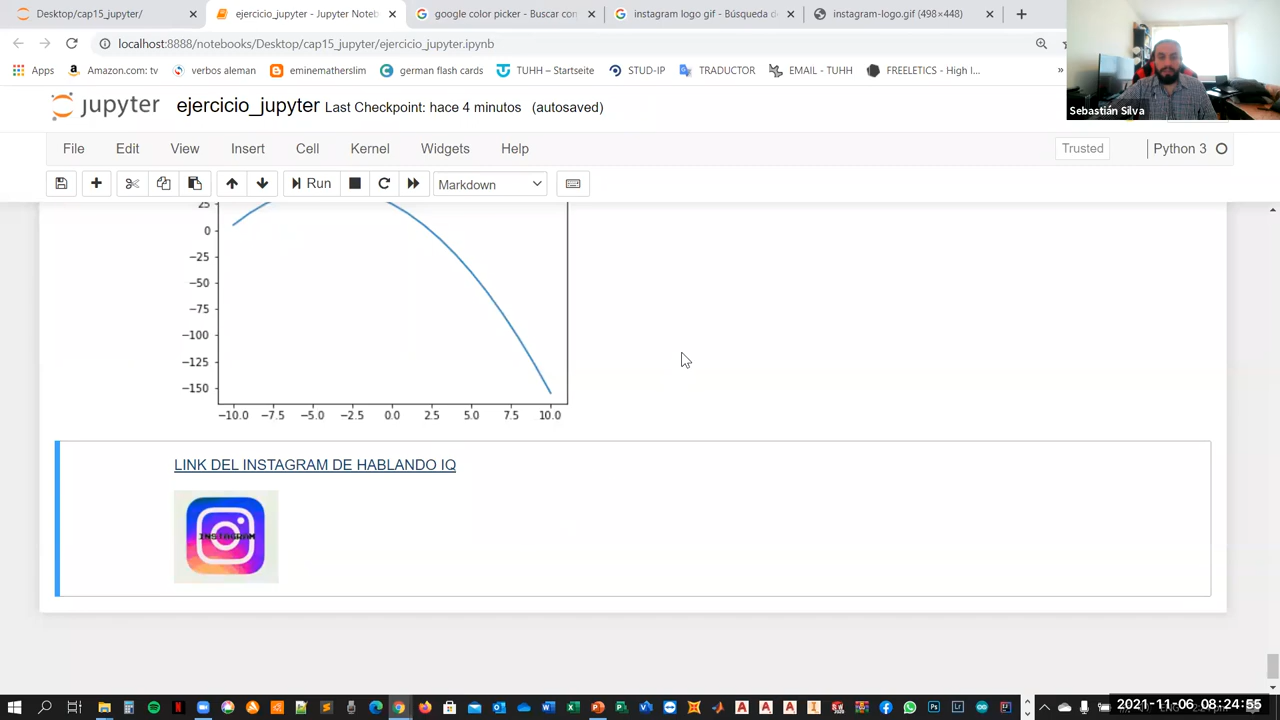 Desktop/cap15_jupyter/
ejercicio_jupyter - Jupyter Noteb
google color picker - Buscar con
instagram logo gif - Búsqueda d
instagram-logo.gif (498×448)
localhost:8888/notebooks/Desktop/cap15_jupyter/ejercicio_jupyter.ipynb
Apps
Amazon.com: tv
verbos aleman
eminematherslim
german flash cards
TUHH – Startseite
STUD-IP
TRADUCTOR
EMAIL - TUHH
FREELETICS - High I...
»
Sebastián Silva
jupyter
ejercicio_jupyter
Last Checkpoint: hace 4 minutos
(autosaved)
File
Edit
View
Insert
Cell
Kernel
Widgets
Help
Trusted
Python 3
Run
Markdown
25
0
−25
−50
−75
−100
−125
−150
−10.0 −7.5 −5.0 −2.5 0.0 2.5 5.0 7.5 10.0
LINK DEL INSTAGRAM DE HABLANDO IQ
INSTAGRAM
2021-11-06 08:24:55